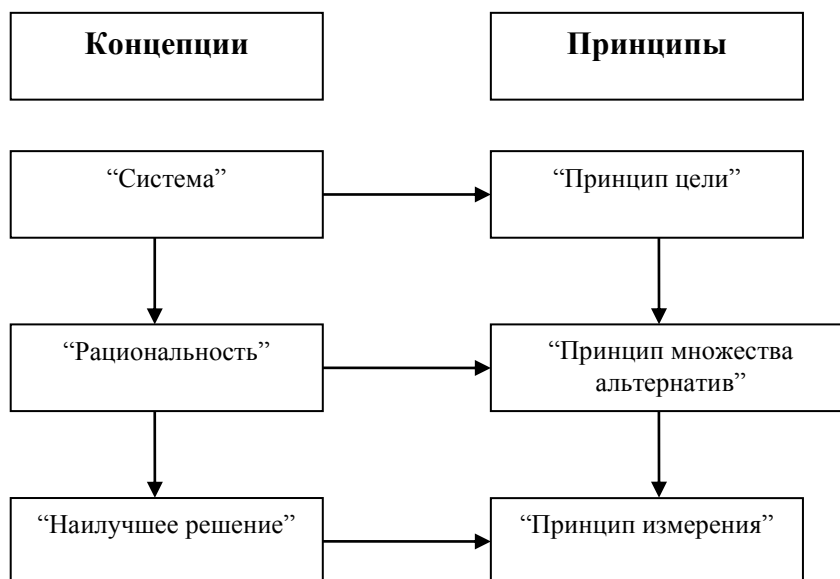 Концепции
Принципы
“Система”
“Принцип цели”
“Рациональность”
“Принцип множества
альтернатив”
“Наилучшее решение”
“Принцип измерения”